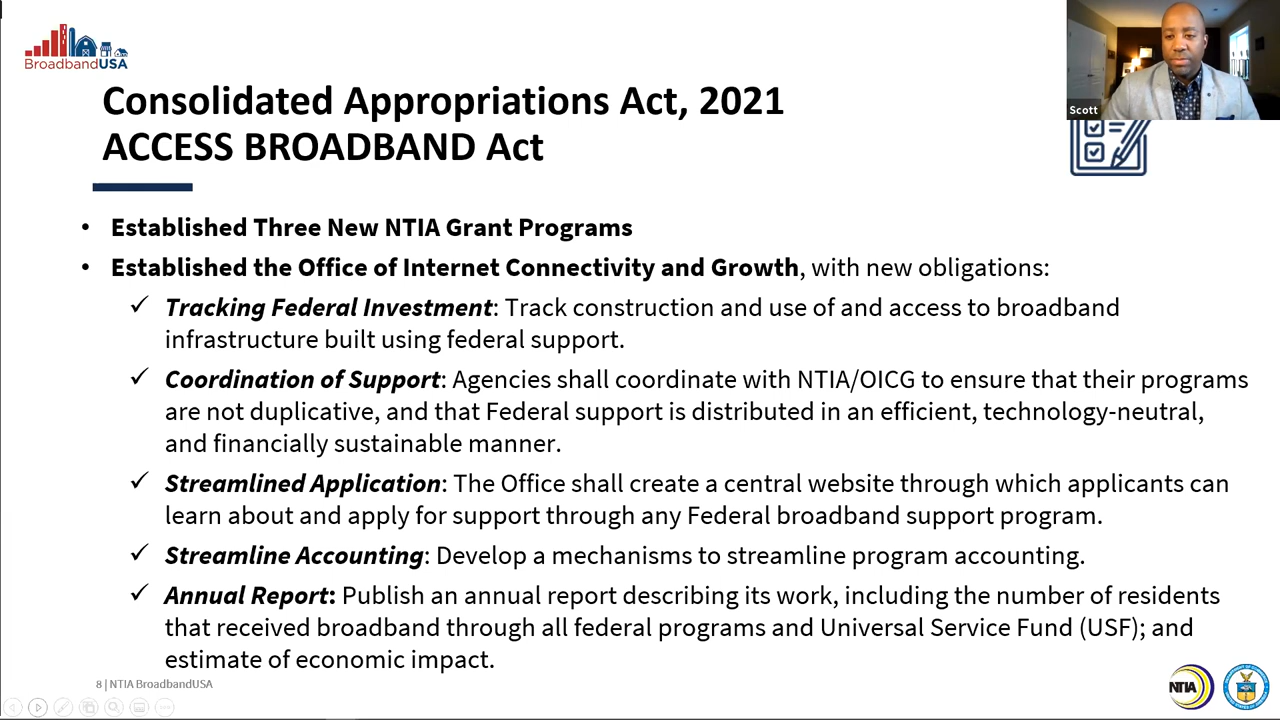 BroadbandUSA
Scott
Consolidated Appropriations Act, 2021
ACCESS BROADBAND Act
• Established Three New NTIA Grant Programs
• Established the Office of Internet Connectivity and Growth, with new obligations:
✓ Tracking Federal Investment: Track construction and use of and access to broadband
infrastructure built using federal support.
✓ Coordination of Support: Agencies shall coordinate with NTIA/OICG to ensure that their programs
are not duplicative, and that Federal support is distributed in an efficient, technology-neutral,
and financially sustainable manner.
✓ Streamlined Application: The Office shall create a central website through which applicants can
learn about and apply for support through any Federal broadband support program.
✓ Streamline Accounting: Develop a mechanisms to streamline program accounting.
✓ Annual Report: Publish an annual report describing its work, including the number of residents
that received broadband through all federal programs and Universal Service Fund (USF); and
estimate of economic impact.
8 | NTIA BroadbandUSA
NTIA